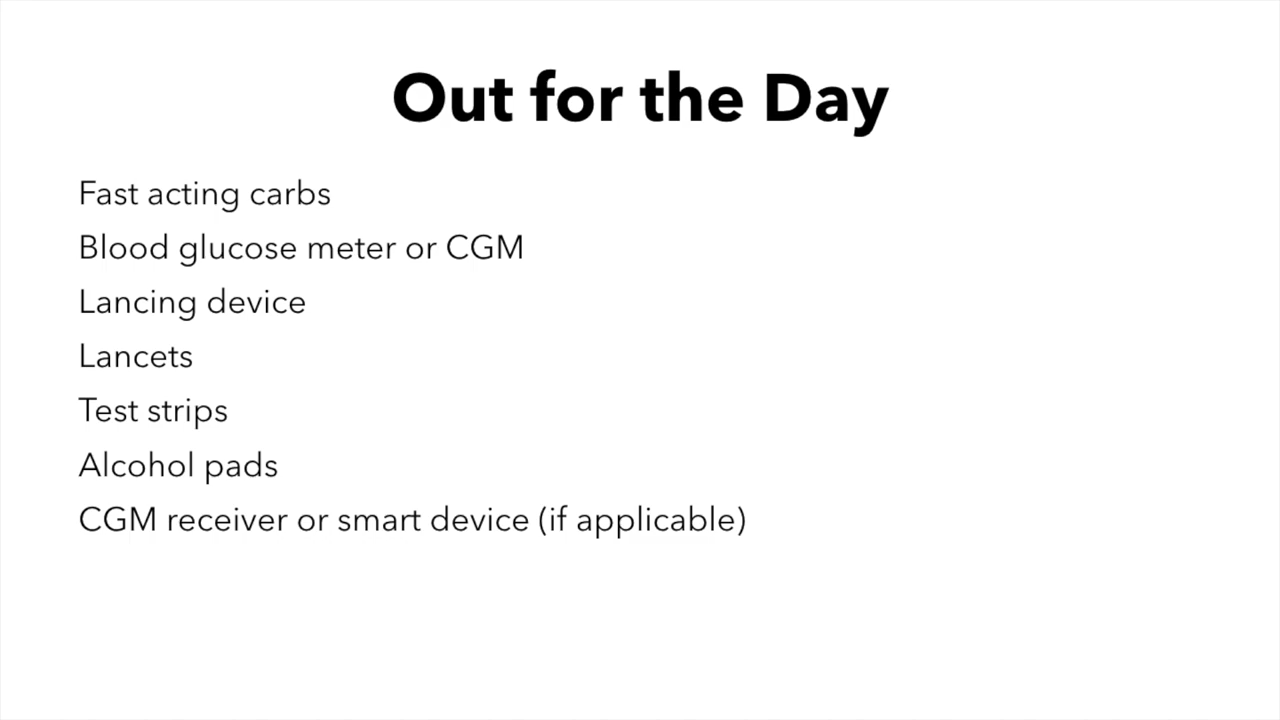 Out for the Day
Fast acting carbs
Blood glucose meter or CGM
Lancing device
Lancets
Test strips
Alcohol pads
CGM receiver or smart device (if applicable)